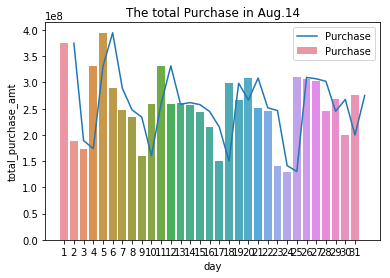 The total Purchase in Aug.14
1e8
Purchase
Purchase
4.0
3.5
3.0
2.5
2.0
1.5
1.0
0.5
0.0
total_purchase_amt
1 2 3 4 5 6 7 8 9 10 11 12 13 14 15 16 17 18 19 20 21 22 23 24 25 26 27 28 29 30 31
day